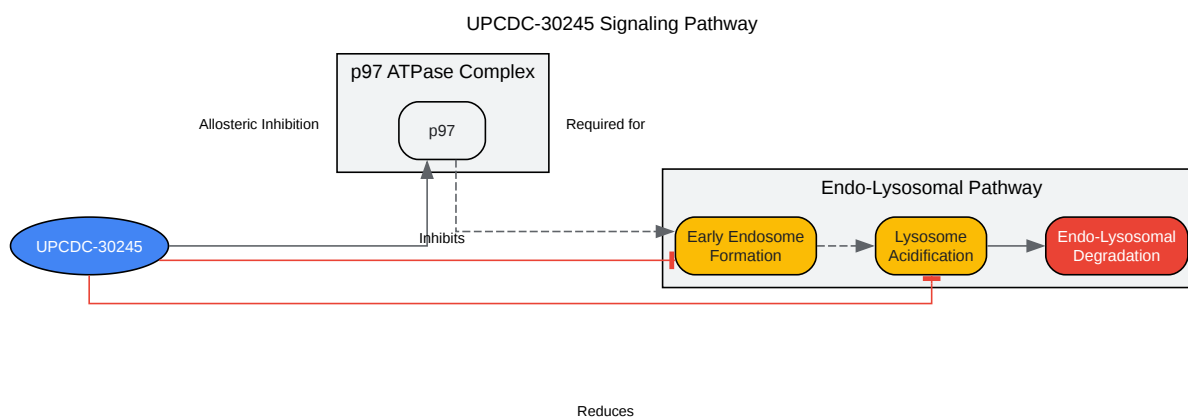 UPCDC-30245 Signaling Pathway
p97 ATPase Complex
Allosteric Inhibition
p97
Required for
Endo-Lysosomal Pathway
UPCDC-30245
Inhibits
Early Endosome
Formation
Lysosome
Acidification
Endo-Lysosomal
Degradation
Reduces